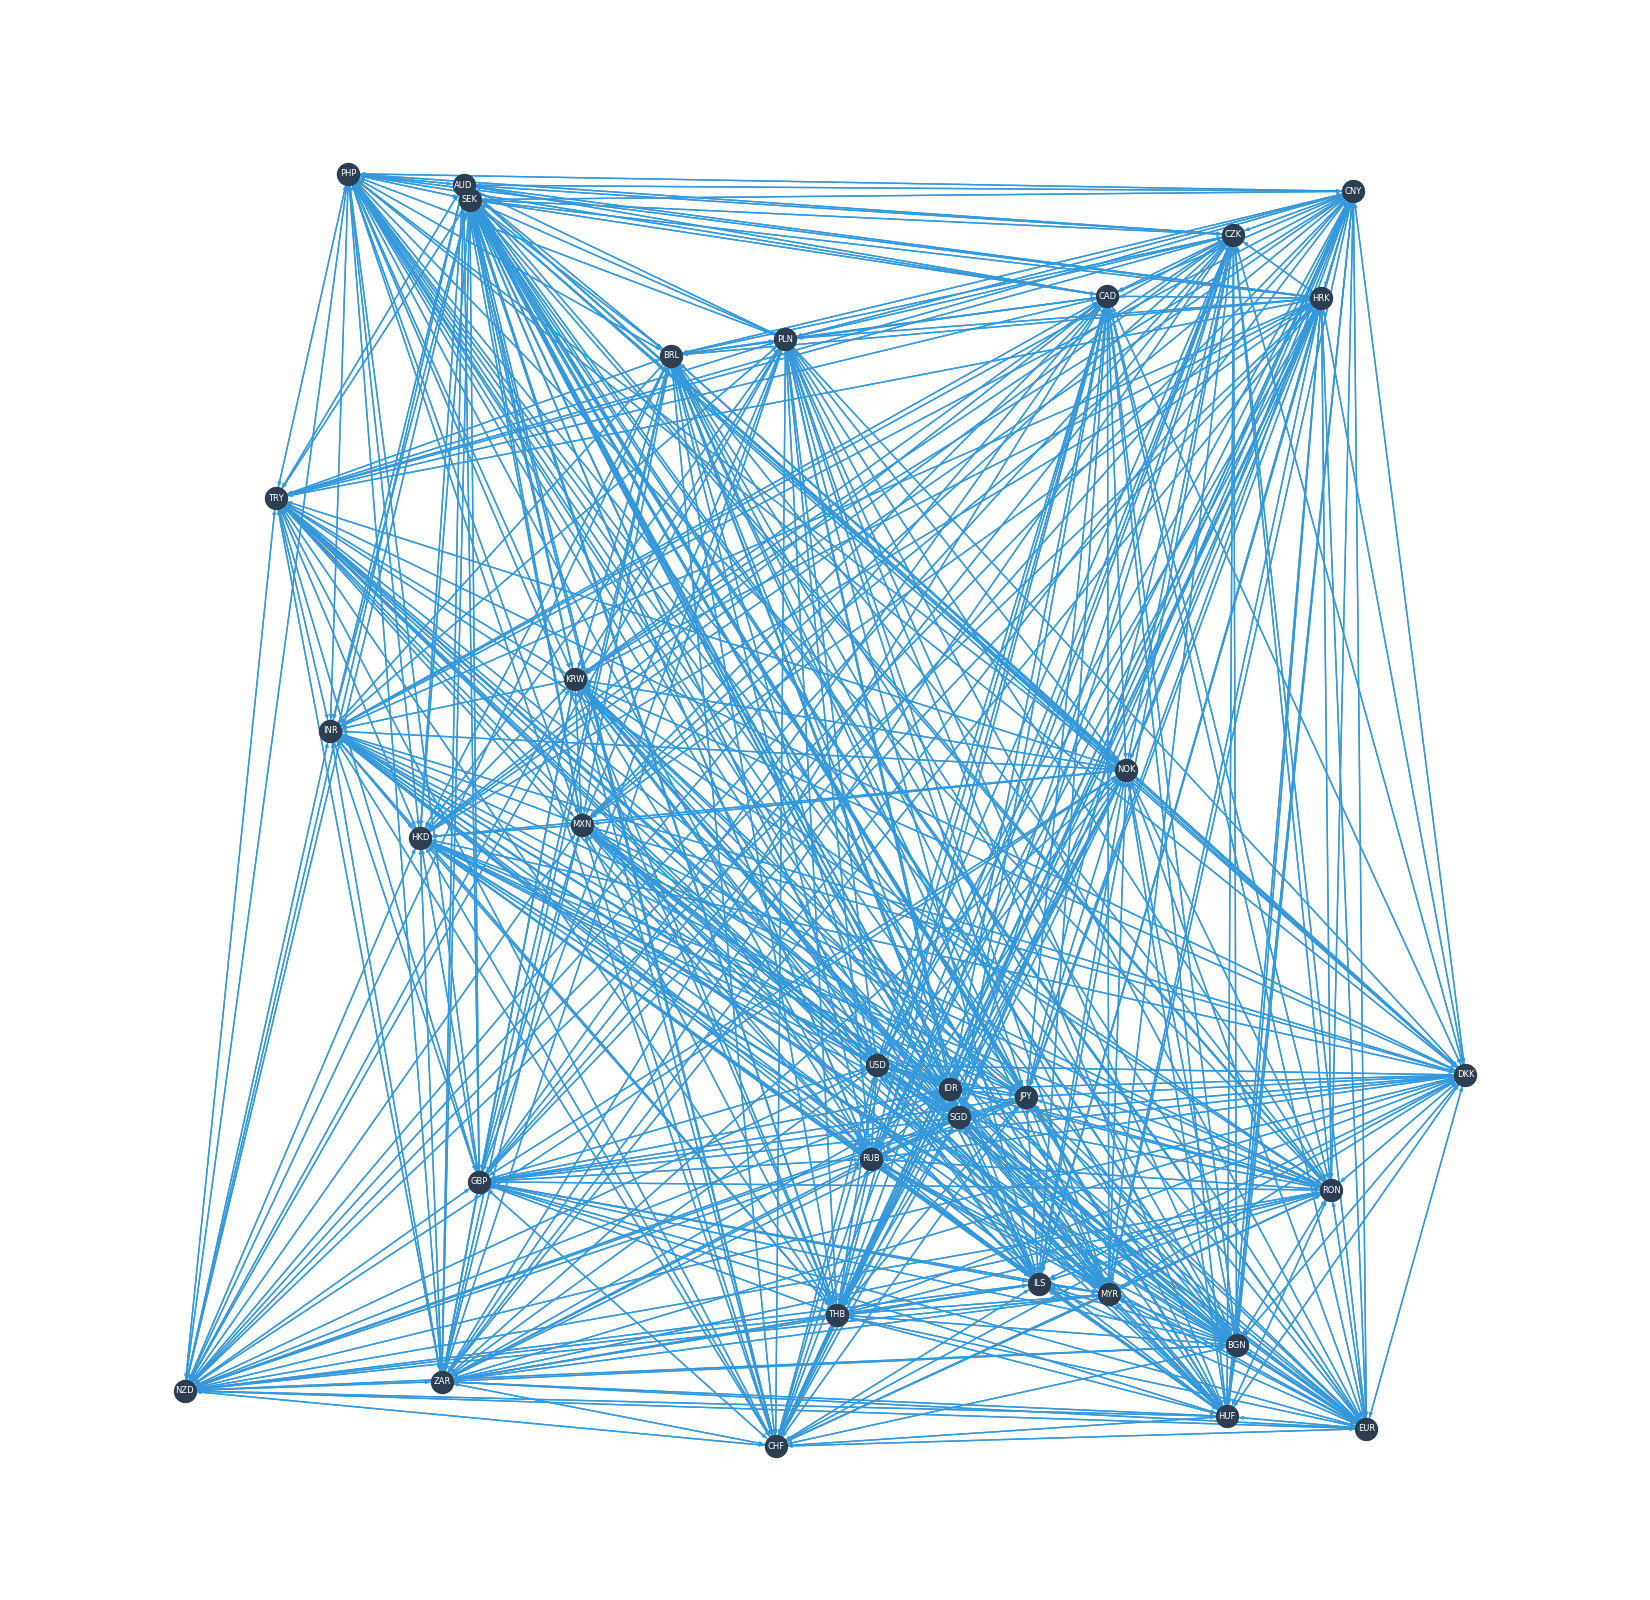 PHP
AUD
SEK
CNY
CZK
CAD
HRK
PLN
BRL
TRY
KRW
INR
NOK
MXN
HKD
USD
DKK
IDR
JPY
SGD
RUB
GBP
RON
ILS
MYR
THB
BGN
ZAR
NZD
HUF
EUR
CHF